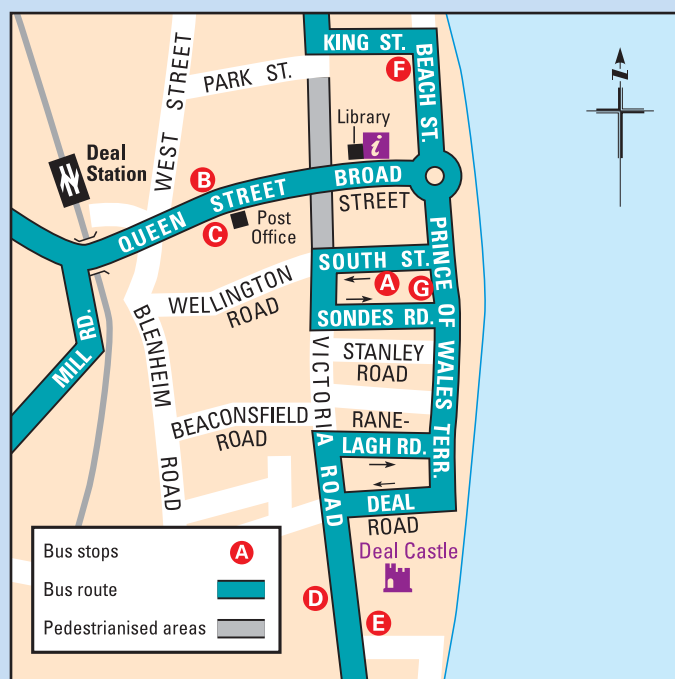 KING ST.
BEACH ST.
F
PARK ST.
WEST STREET
Library
i
N
Deal
Station
B
QUEEN STREET
BROAD
STREET
C
Post
Office
SOUTH ST.
PRINCE OF WALES TERR.
A
G
WELLINGTON
ROAD
SONDES RD.
MILL RD.
BLENHEIM ROAD
VICTORIA ROAD
STANLEY
ROAD
BEACONSFIELD
ROAD
RANE-
LAGH RD.
DEAL
ROAD
Deal Castle
D
E
Bus stops
A
Bus route
Pedestrianised areas